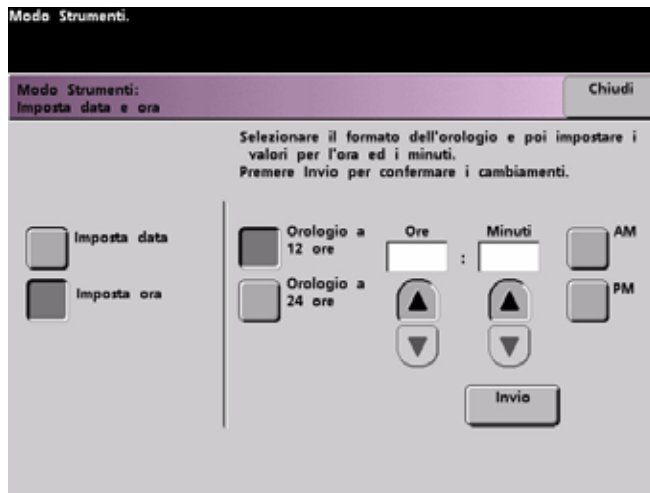 Modo Strumenti.
Modo Strumenti:
Imposta data e ora
Chiudi
Selezionare il formato dell'orologio e poi impostare i
valori per l'ora ed i minuti.
Premere Invio per confermare i cambiamenti.
Imposta data
Imposta ora
Orologio a
12 ore
Orologio a
24 ore
Ore
:
Minuti
AM
PM
Invio